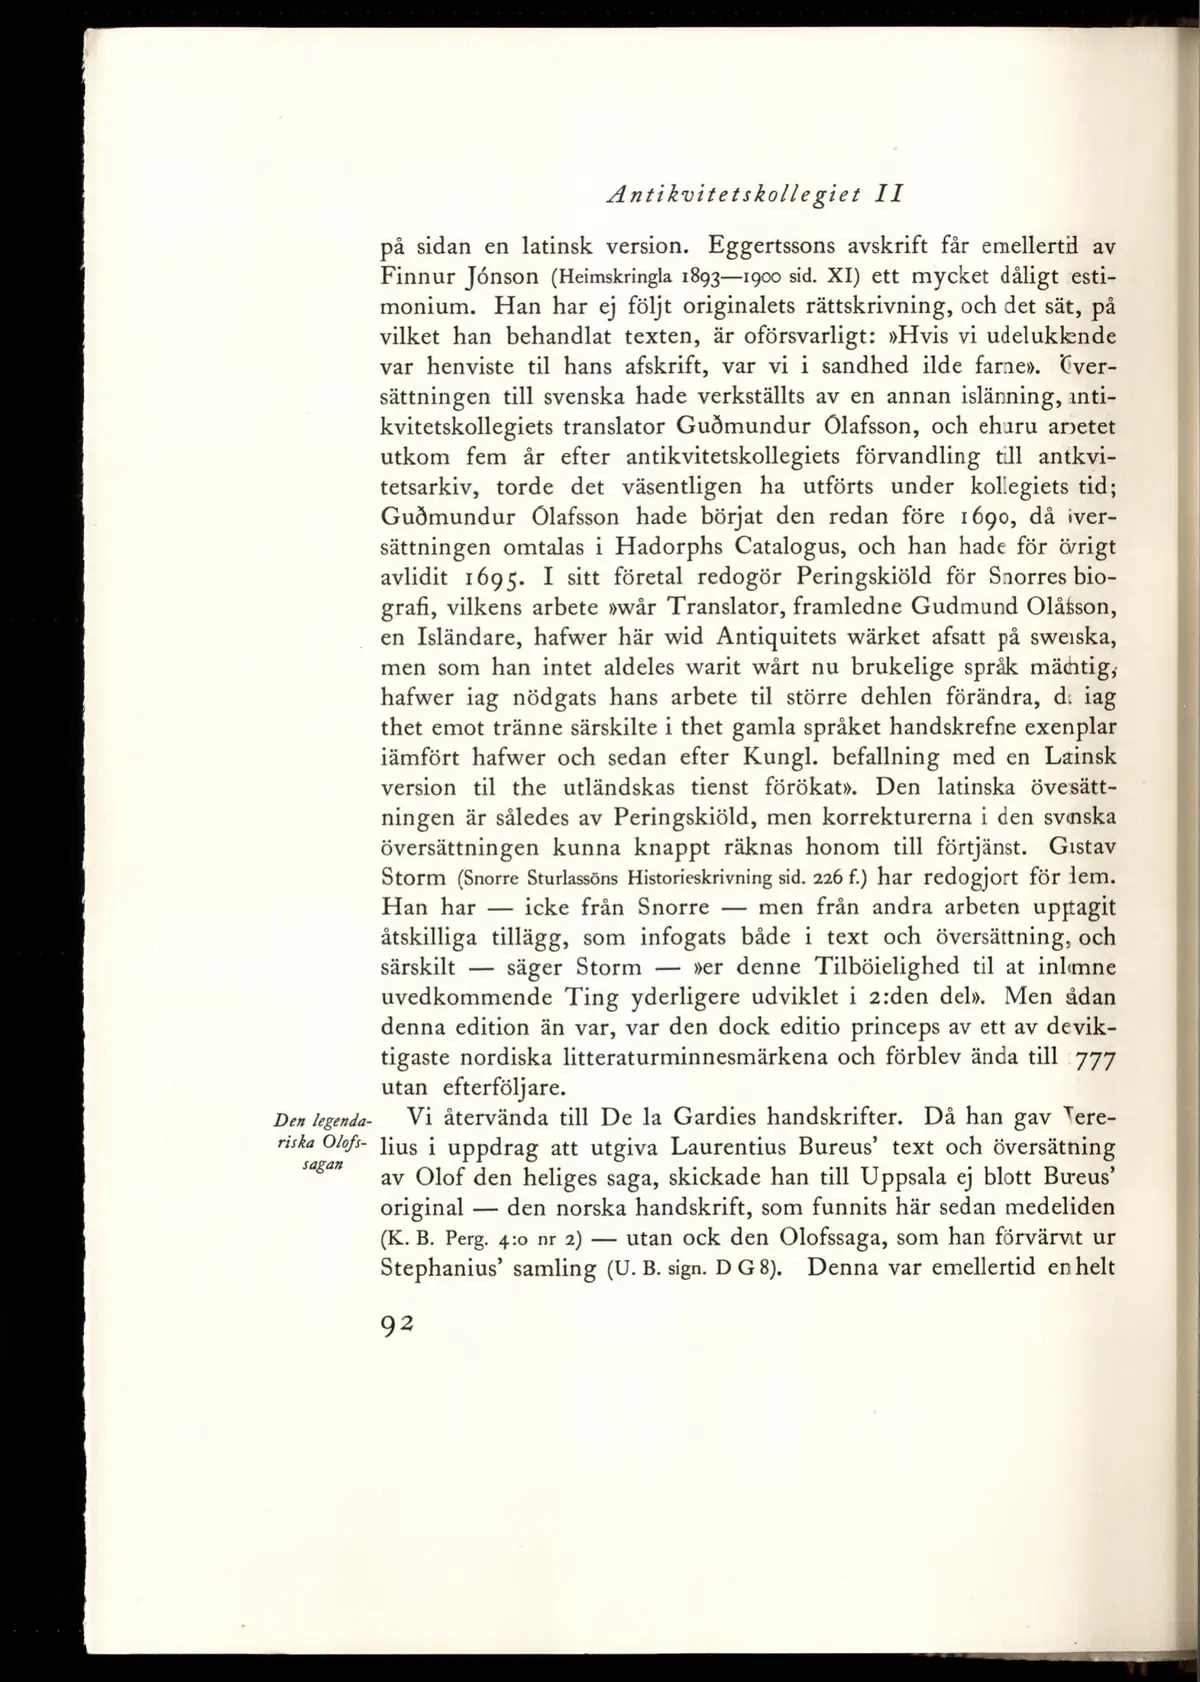 Antikvitetskollegiet II
på sidan en latinsk version. Eggertssons avskrift får emellertid av
Finnur Jónson (Heimskringla 1893—1900 sid. XI) ett mycket dåligt esti-
monium. Han har ej följt originalets rättskrivning, och det sät, på
vilket han behandlat texten, är oförsvarligt: »Hvis vi udelukkende
var henviste til hans afskrift, var vi i sandhed ilde farne». Över-
sättningen till svenska hade verkställts av en annan islänning, anti-
kvitetskollegiets translator Guðmundur Ólafsson, och ehuru arbetet
utkom fem år efter antikvitetskollegiets förvandling till antkvi-
tetsarkiv, torde det väsentligen ha utförts under kollegiets tid;
Guðmundur Ólafsson hade börjat den redan före 1690, då över-
sättningen omtalas i Hadorphs Catalogus, och han hade för övrigt
avlidit 1695. I sitt företal redogör Peringskiöld för Snorres bio-
grafi, vilkens arbete »wår Translator, framledne Gudmund Olåfsson,
en Isländare, hafwer här wid Antiquitets wärket afsatt på swenska,
men som han intet aldeles warit wårt nu brukelige språk mächtig,
hafwer iag nödgats hans arbete til större dehlen förändra, då iag
thet emot tränne särskilte i thet gamla språket handskrefne exenplar
iämfört hafwer och sedan efter Kungl. befallning med en Latinsk
version til the utländskas tienst förökat». Den latinska översätt-
ningen är således av Peringskiöld, men korrekturerna i den svenska
översättningen kunna knappt räknas honom till förtjänst. Gustav
Storm (Snorre Sturlassöns Historieskrivning sid. 226 f.) har redogjort för dem.
Han har — icke från Snorre — men från andra arbeten upptagit
åtskilliga tillägg, som infogats både i text och översättning, och
särskilt — säger Storm — »er denne Tilböielighed til at indlemne
uvedkommende Ting yderligere udviklet i 2:den del». Men sådan
denna edition än var, var den dock editio princeps av ett av de vik-
tigaste nordiska litteraturminnesmärkena och förblev ända till 1777
utan efterföljare.
Den legenda-
riska Olofs-
sagan
Vi återvända till De la Gardies handskrifter. Då han gav Vere-
lius i uppdrag att utgiva Laurentius Bureus’ text och översättning
av Olof den heliges saga, skickade han till Uppsala ej blott Bureus’
original — den norska handskrift, som funnits här sedan medeltiden
(K. B. Perg. 4:o nr 2) — utan ock den Olofssaga, som han förvärvat ur
Stephanius’ samling (U. B. sign. D G 8). Denna var emellertid en helt
92